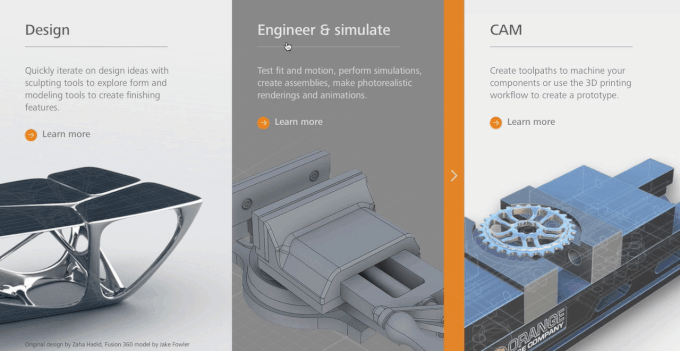 Design
Quickly iterate on design ideas with
sculpting tools to explore form and
modeling tools to create finishing
features.
Learn more
Original design by Zaha Hadid, Fusion 360 model by Jake Fowler
Engineer & simulate
Test fit and motion, perform simulations,
create assemblies, make photorealistic
renderings and animations.
Learn more
CAM
Create toolpaths to machine your
components or use the 3D printing
workflow to create a prototype.
Learn more
ORANGE
COMPANY